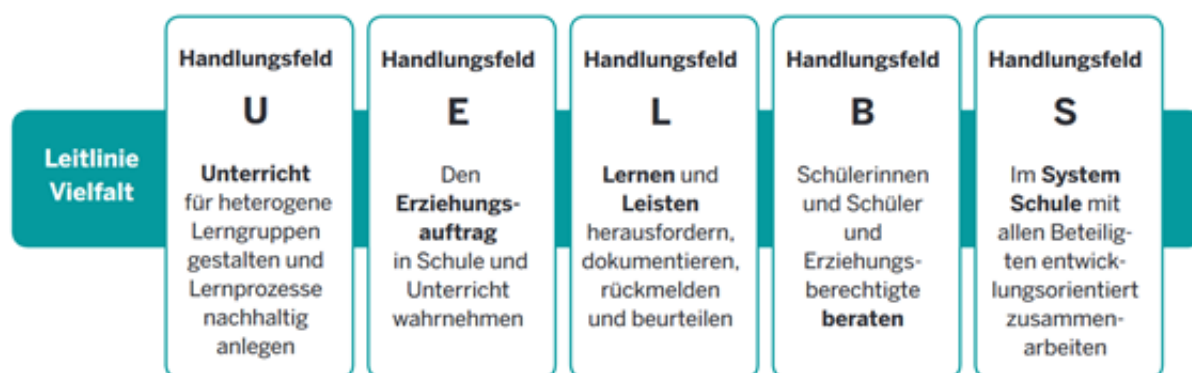 Leitlinie
Vielfalt
Handlungsfeld
U
Unterricht
für heterogene
Lerngruppen
gestalten und
Lernprozesse
nachhaltig
anlegen
Handlungsfeld
E
Den
Erziehungs-
auftrag
in Schule und
Unterricht
wahrnehmen
Handlungsfeld
L
Lernen und
Leisten
herausfordern,
dokumentieren,
rückmelden
und beurteilen
Handlungsfeld
B
Schülerinnen
und Schüler
und
Erziehungs-
berechtigte
beraten
Handlungsfeld
S
Im System
Schule mit
allen Beteilig-
ten entwick-
lungsorientiert
zusammen-
arbeiten